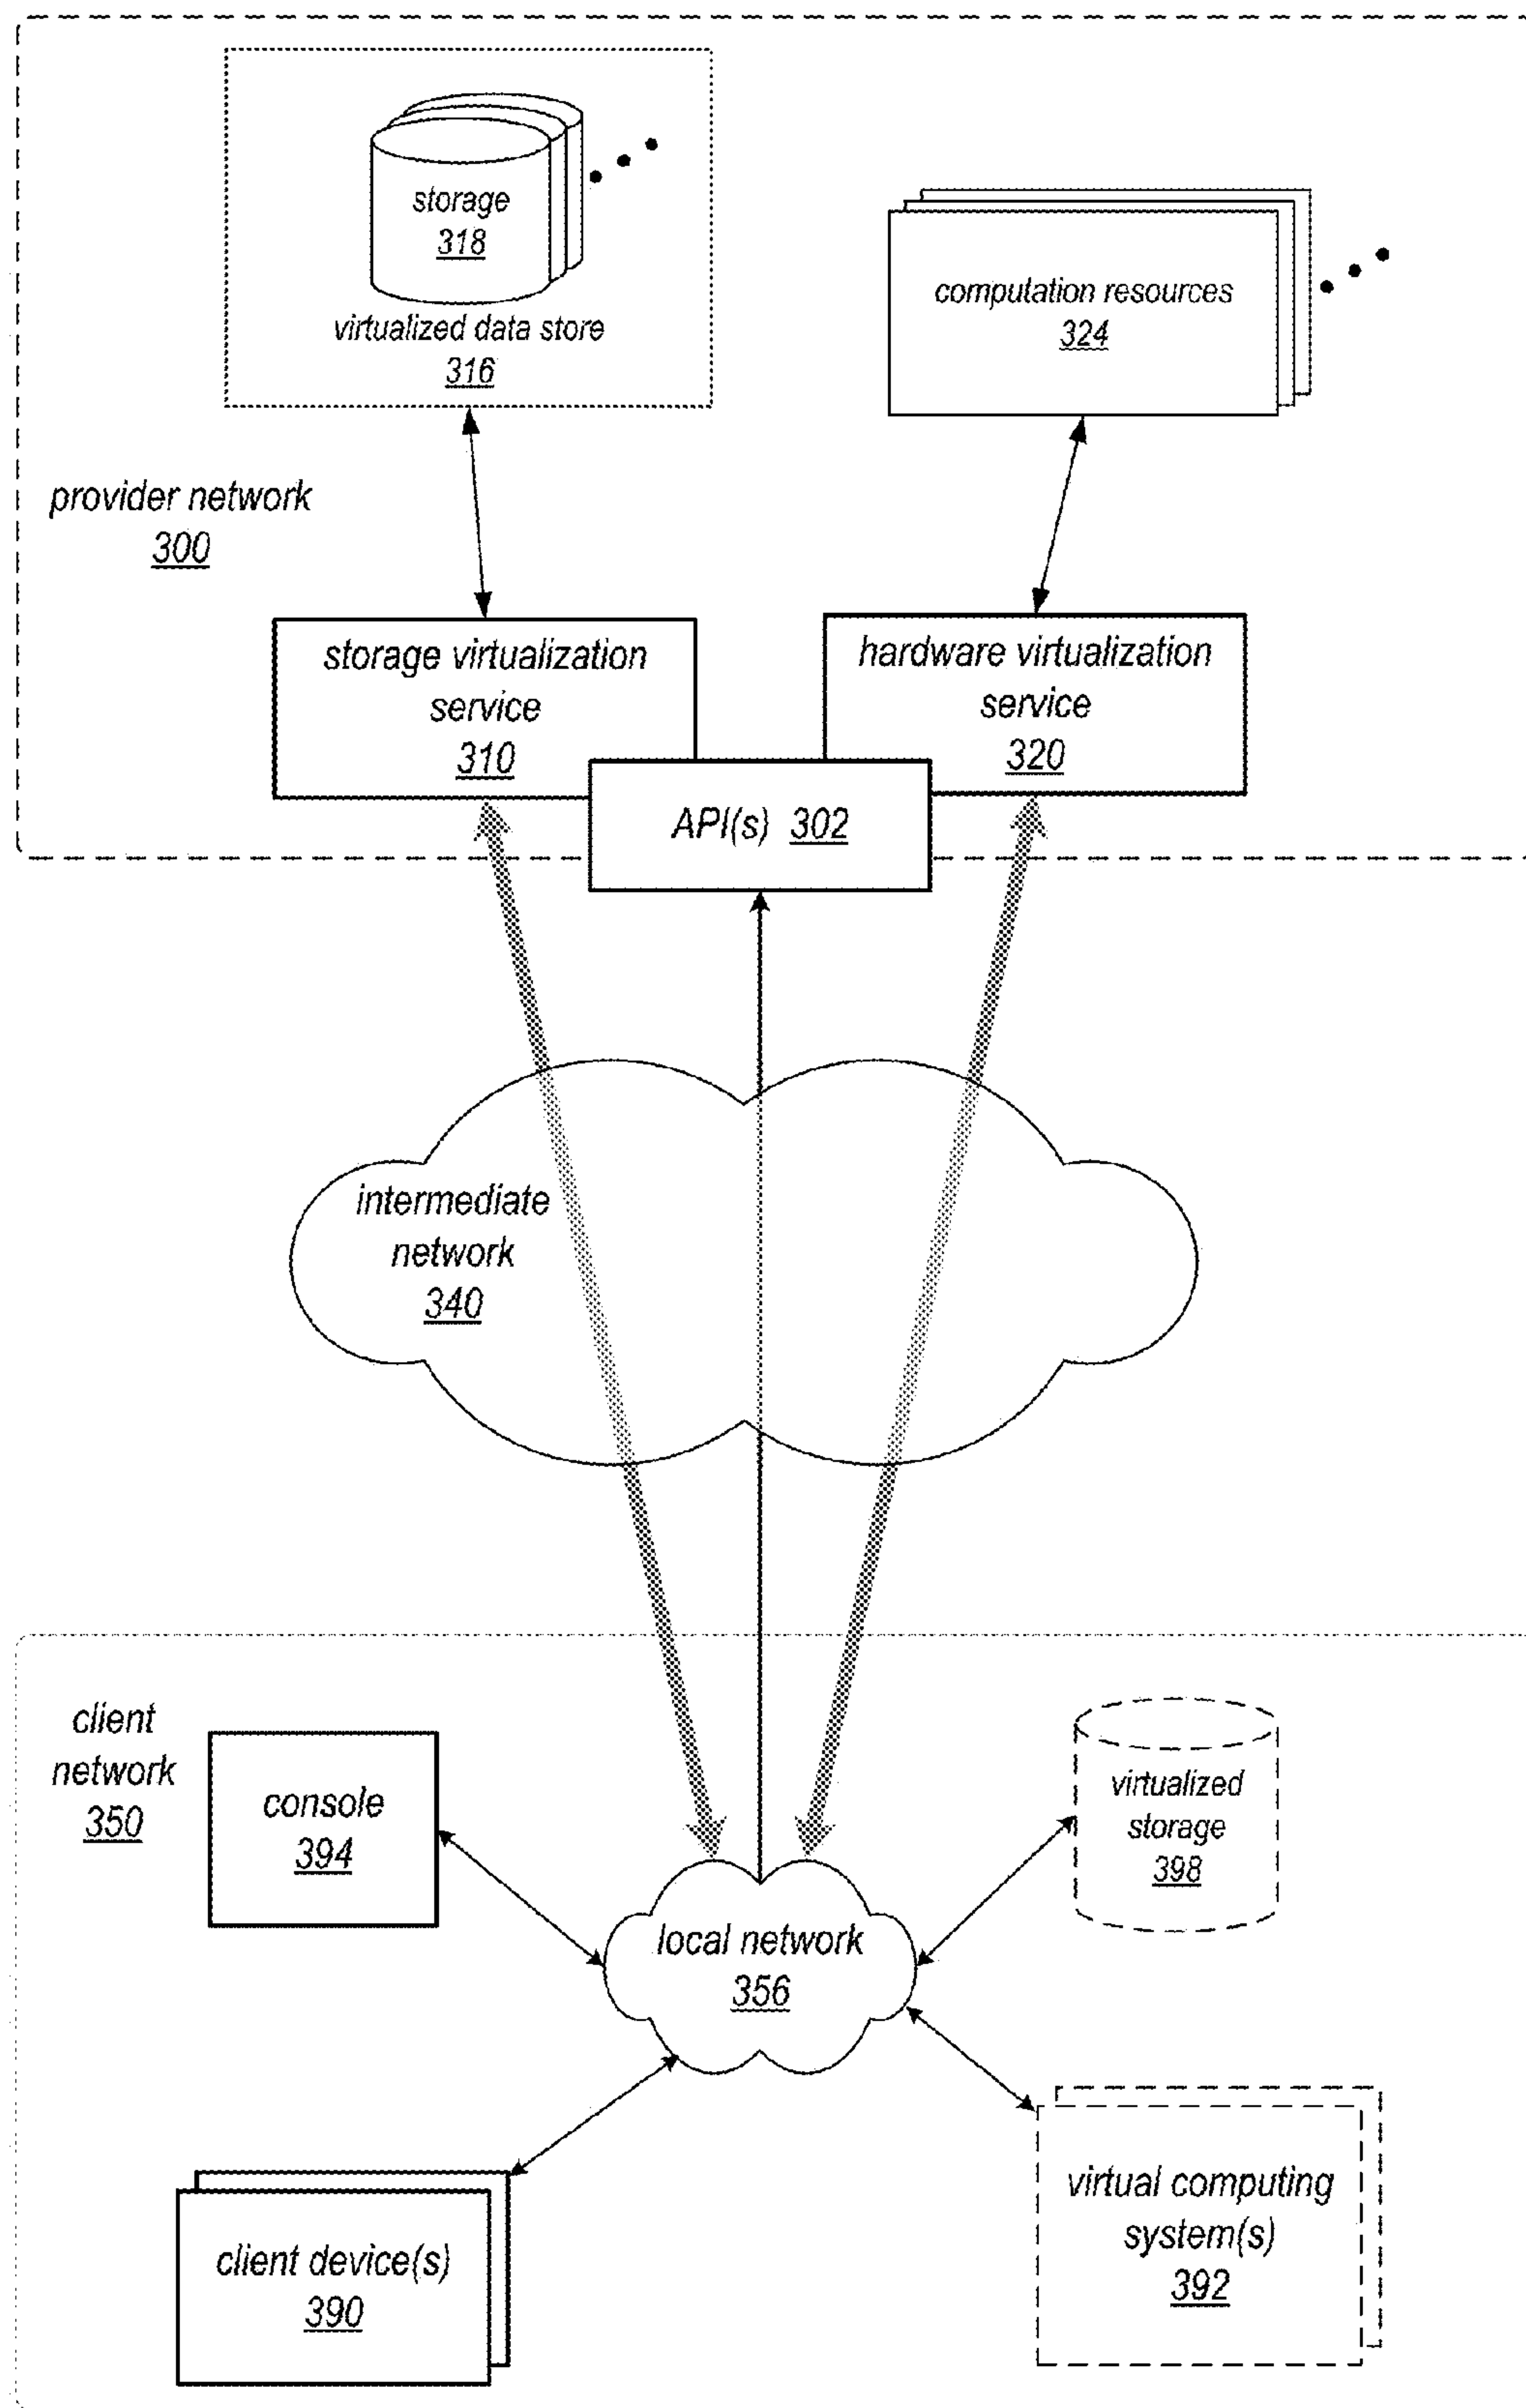 storage
318
virtualized data store
316
computation resources
324
provider network
300
storage virtualization
service
310
hardware virtualization
service
320
API(s) 302
intermediate
network
340
client
network
350
console
394
virtualized
storage
398
local network
356
client device(s)
390
virtual computing
system(s)
392